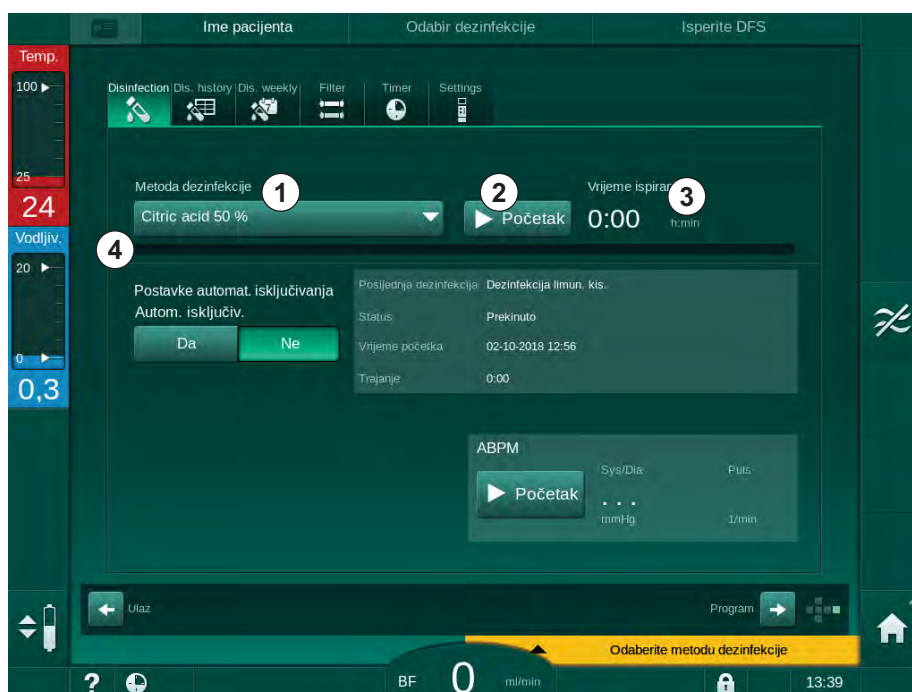 Ime pacijenta Odabir dezinfekcije Isperite DFS
Temp.
100
25
24
Vodljiv.
20
0
0,3
Disinfection Dis. history Dis. weekly Filter Timer Settings
7
Metoda dezinfekcije 1
Citric acid 50 %
2
Početak
Vrijeme ispiran 3
0:00 h:min
4
Postavke automat. isključivanja
Autom. isključiv.
Da Ne
Posljednja dezinfekcija Dezinfekcija limun. kis.
Status Prekinuto
Vrijeme početka 02-10-2018 12:56
Trajanje 0:00
ABPM
Početak
Sys/Dia Puls
. . .
mmHg 1/min
Ulaz Program
Odaberite metodu dezinfekcije
? BF 0 ml/min 13:39